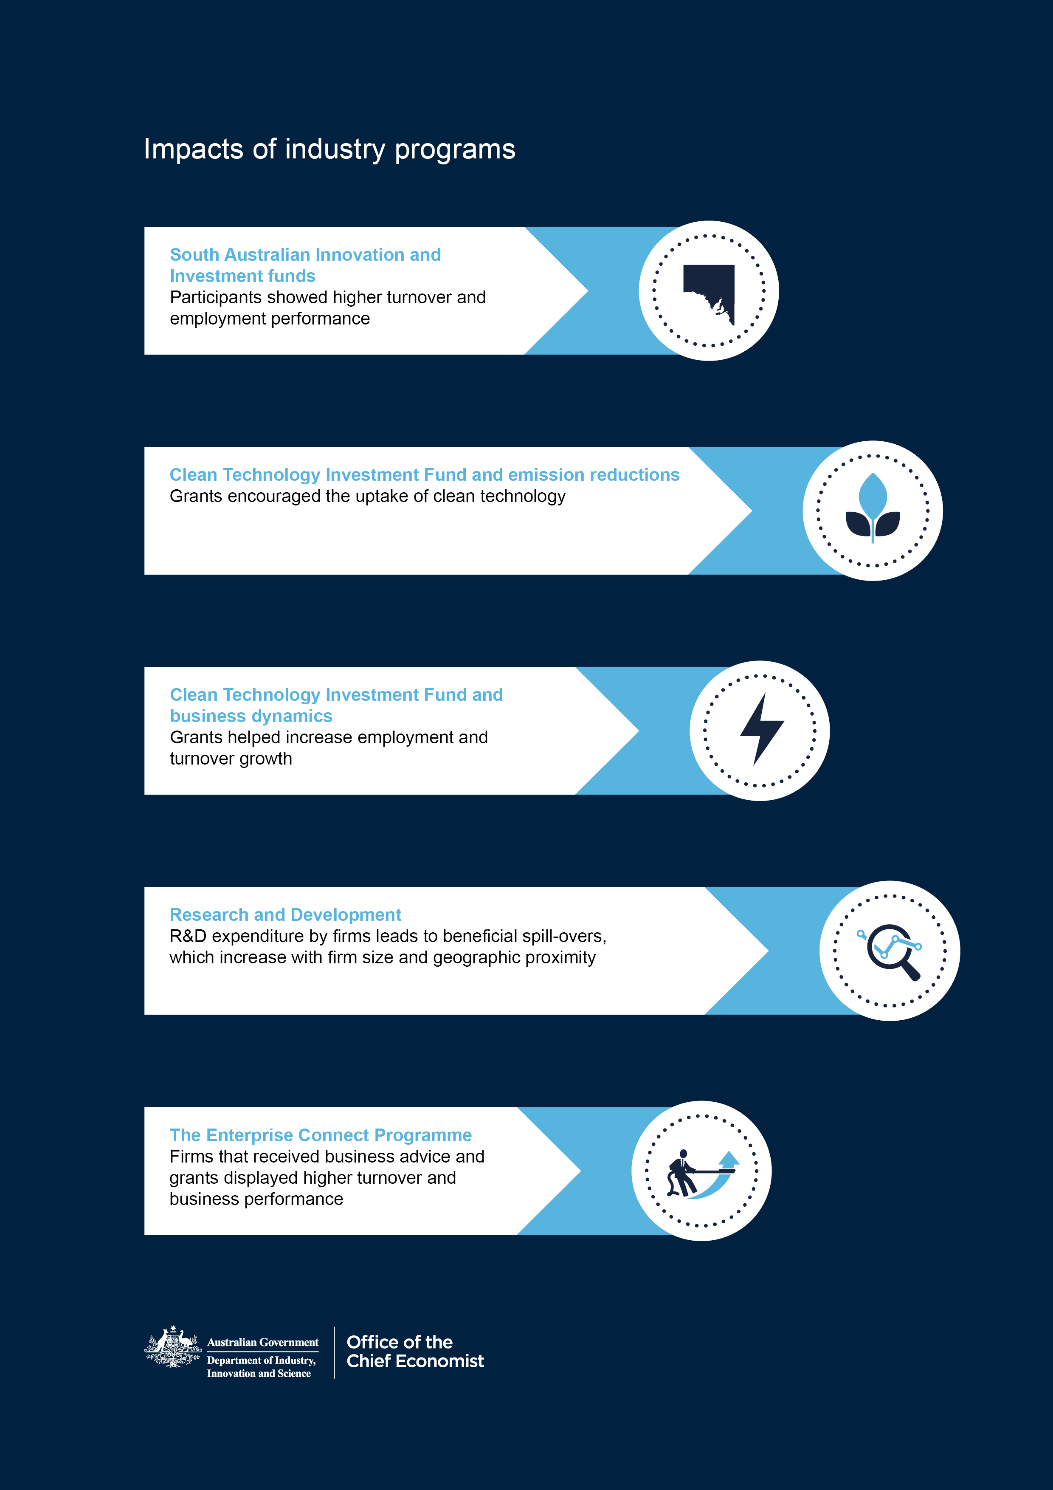 Impacts of industry programs
South Australian Innovation and
Investment funds
Participants showed higher turnover and
employment performance
Clean Technology Investment Fund and emission reductions
Grants encouraged the uptake of clean technology
Clean Technology Investment Fund and
business dynamics
Grants helped increase employment and
turnover growth
Research and Development
R&D expenditure by firms leads to beneficial spill-overs,
which increase with firm size and geographic proximity
The Enterprise Connect Programme
Firms that received business advice and
grants displayed higher turnover and
business performance
Australian Government
Department of Industry,
Innovation and Science
Office of the
Chief Economist